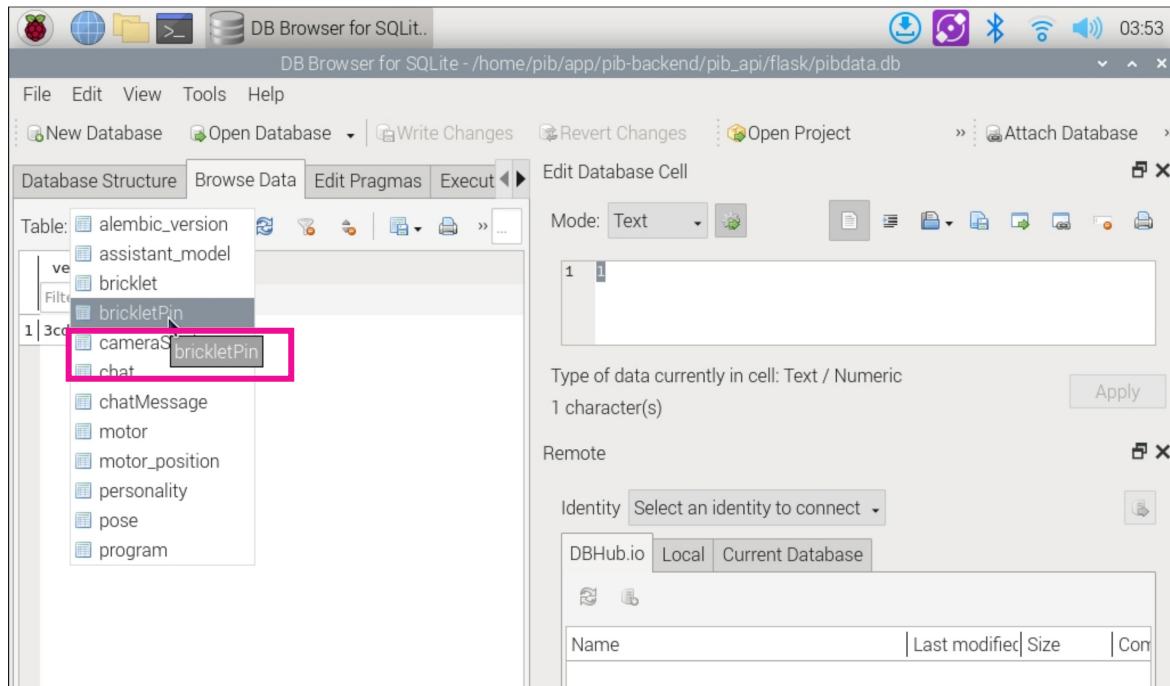 DB Browser for SQLit..
03:53
DB Browser for SQLite - /home/pib/app/pib-backend/pib_api/flask/pibdata.db
File Edit View Tools Help
New Database Open Database Write Changes Revert Changes Open Project » Attach Database »
Database Structure Browse Data Edit Pragmas Execut
Table:
» ...
alembic_version
assistant_model
bricklet
brickletPin
brickletPin
chat
chatMessage
motor
motor_position
personality
pose
program
1
Edit Database Cell
Mode: Text
1 1
Type of data currently in cell: Text / Numeric
1 character(s)
Apply
Remote
Identity Select an identity to connect
DBHub.io Local Current Database
Name Last modified Size